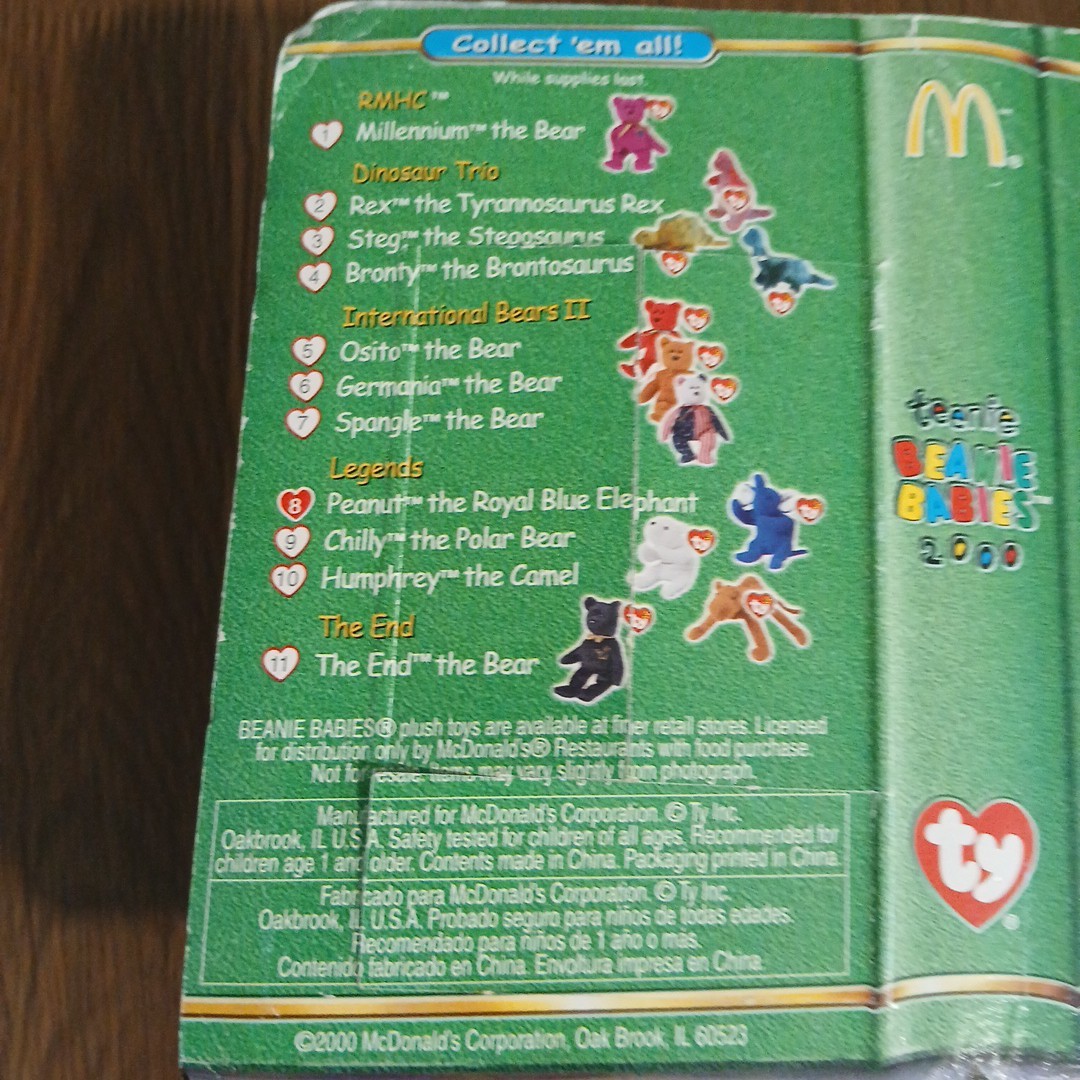 Collect 'em all!
While supplies last.
RMHC™
1 Millennium™ the Bear
Dinosaur Trio
2 Rex™ the Tyrannosaurus Rex
3 Steg™ the Stegosaurus
4 Bronty™ the Brontosaurus
International Bears II
5 Osito™ the Bear
6 Germania™ the Bear
7 Spangle™ the Bear
Legends
8 Peanut™ the Royal Blue Elephant
9 Chilly™ the Polar Bear
10 Humphrey™ the Camel
The End
11 The End™ the Bear
BEANIE BABIES® plush toys are available at finer retail stores. Licensed
for distribution only by McDonald's® Restaurants with food purchase.
Not for resale. Items may vary slightly from photograph.
Manufactured for McDonald's Corporation. © Ty Inc.
Oakbrook, IL U.S.A. Safety tested for children of all ages. Recommended for
children age 1 and older. Contents made in China. Packaging printed in China.
Fabricado para McDonald's Corporation. © Ty Inc.
Oakbrook, IL U.S.A. Probado seguro para niños de todas edades.
Recomendado para niños de 1 año o mas.
Contenido fabricado en China. Envoltura impresa en China.
©2000 McDonald's Corporation, Oak Brook, IL 60523
M
teenie
BEANIE
BABIES™
2000
ty®